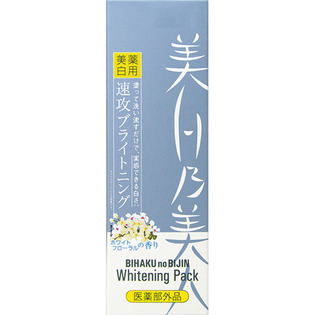 美白乃美人
薬用
美白
塗って洗い流すだけで、実感できる白さ。
速攻ブライトニング
ホワイト
フローラルの香り
BIHAKU no BIJIN
Whitening Pack
医薬部外品